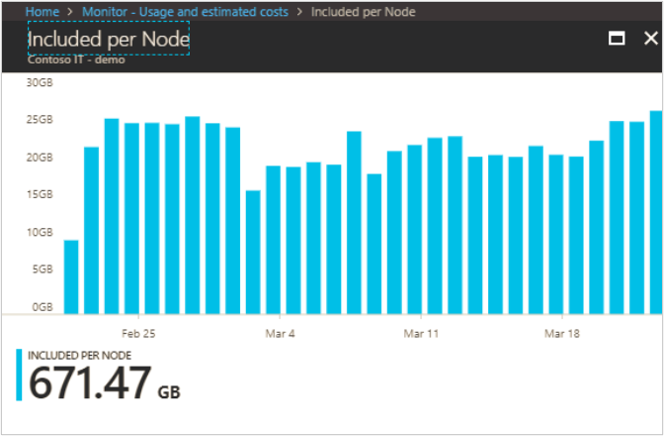 Home > Monitor - Usage and estimated costs > Included per Node
Included per Node
Contoso IT - demo
30GB
25GB
20GB
15GB
10GB
5GB
0GB
Feb 25 Mar 4 Mar 11 Mar 18
INCLUDED PER NODE
671.47 GB